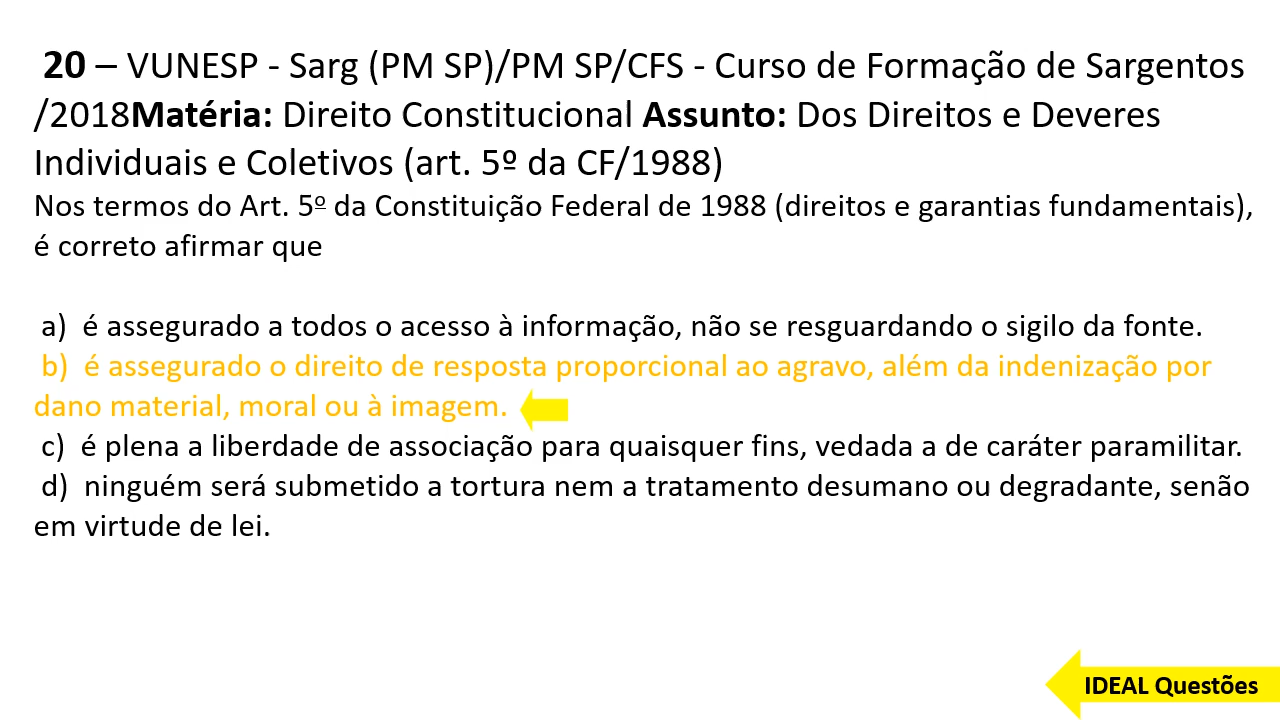 20 – VUNESP - Sarg (PM SP)/PM SP/CFS - Curso de Formação de Sargentos
/2018Matéria: Direito Constitucional Assunto: Dos Direitos e Deveres
Individuais e Coletivos (art. 5º da CF/1988)
Nos termos do Art. 5º da Constituição Federal de 1988 (direitos e garantias fundamentais),
é correto afirmar que
a) é assegurado a todos o acesso à informação, não se resguardando o sigilo da fonte.
b) é assegurado o direito de resposta proporcional ao agravo, além da indenização por
dano material, moral ou à imagem.
c) é plena a liberdade de associação para quaisquer fins, vedada a de caráter paramilitar.
d) ninguém será submetido a tortura nem a tratamento desumano ou degradante, senão
em virtude de lei.
IDEAL Questões